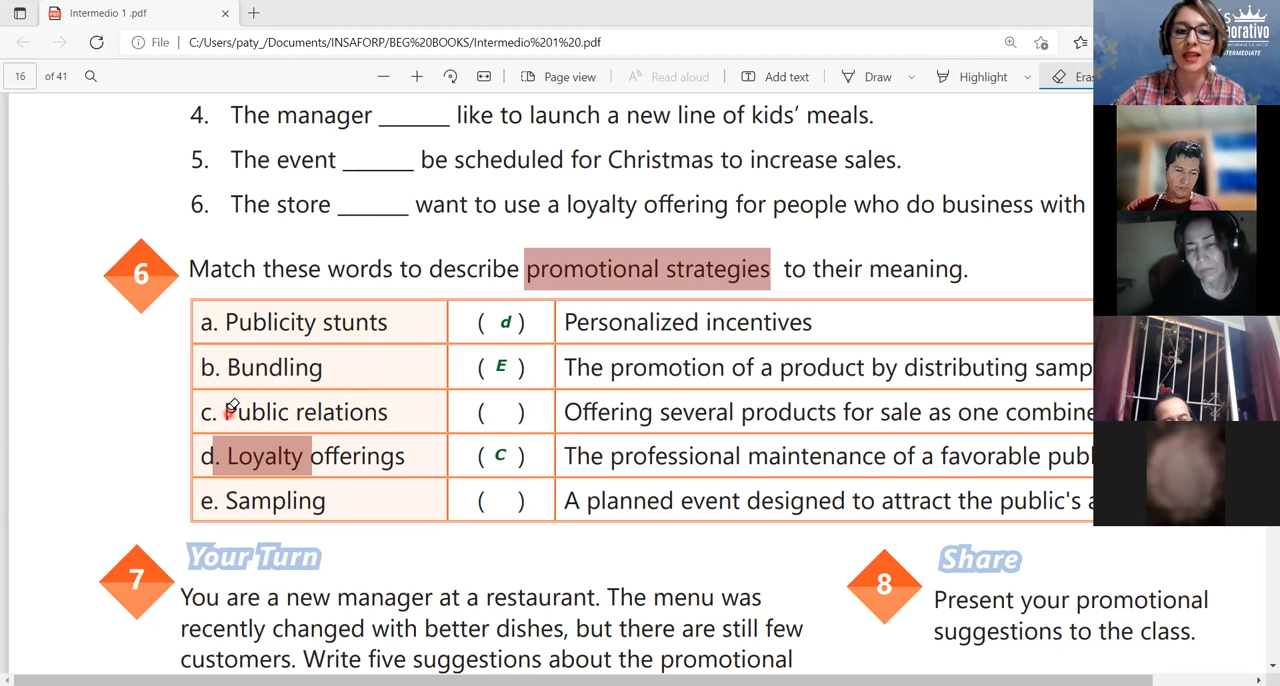 Intermedio 1 .pdf
File C:/Users/paty_/Documents/INSAFORP/BEG%20BOOKS/Intermedio%201%20.pdf
16 of 41 Page view Read aloud Add text Draw Highlight
4. The manager _______ like to launch a new line of kids’ meals.
5. The event _______ be scheduled for Christmas to increase sales.
6. The store _______ want to use a loyalty offering for people who do business with
6 Match these words to describe promotional strategies to their meaning.
a. Publicity stunts ( d ) Personalized incentives
b. Bundling ( E ) The promotion of a product by distributing samp
c. Public relations ( ) Offering several products for sale as one combine
d. Loyalty offerings ( C ) The professional maintenance of a favorable publ
e. Sampling ( ) A planned event designed to attract the public's a
7 Your Turn
You are a new manager at a restaurant. The menu was
recently changed with better dishes, but there are still few
customers. Write five suggestions about the promotional
8 Share
Present your promotional
suggestions to the class.